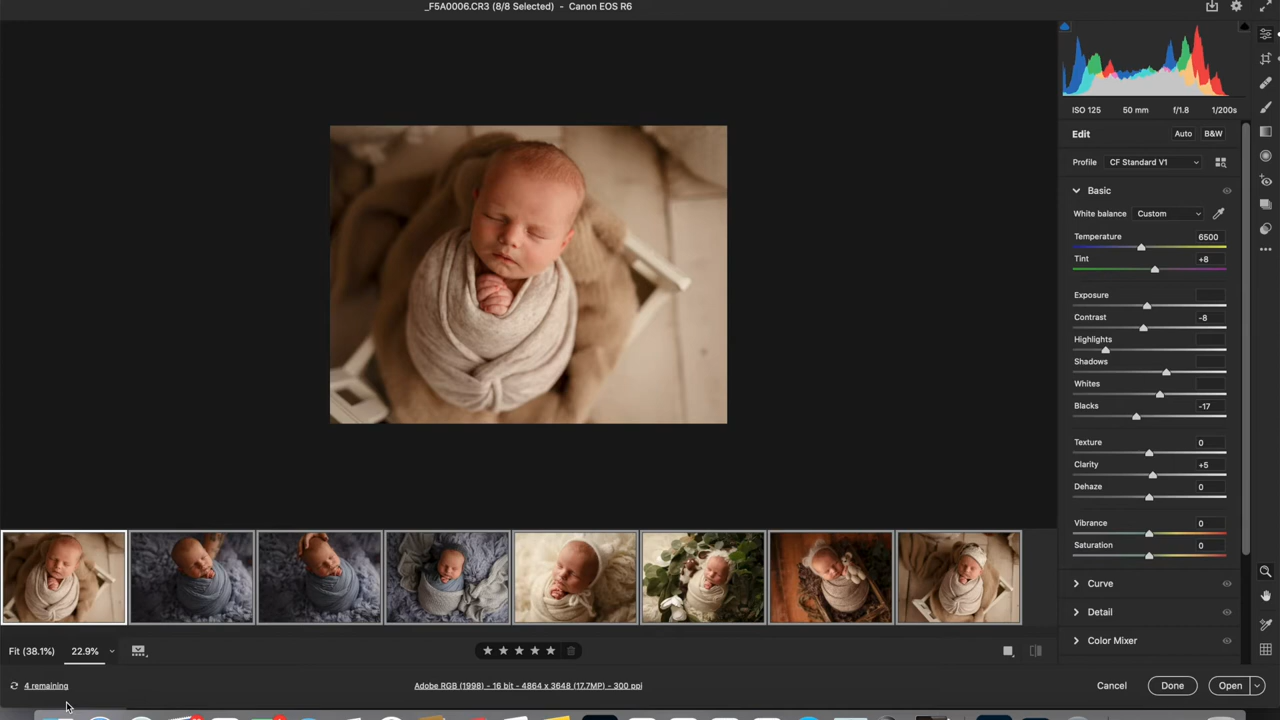 _F5A0006.CR3 (8/8 Selected) - Canon EOS R6
ISO 125 50 mm f/1.8 1/200s
Edit Auto B&W
Profile CF Standard V1
Basic
White balance Custom
Temperature 6500
Tint +8
Exposure
Contrast -8
Highlights
Shadows
Whites
Blacks -17
Texture 0
Clarity +5
Dehaze 0
Vibrance 0
Saturation 0
Curve
Detail
Color Mixer
Fit (38.1%) 22.9%
4 remaining Adobe RGB (1998) - 16 bit - 4864 x 3648 (17.7MP) - 300 ppi Cancel Done Open